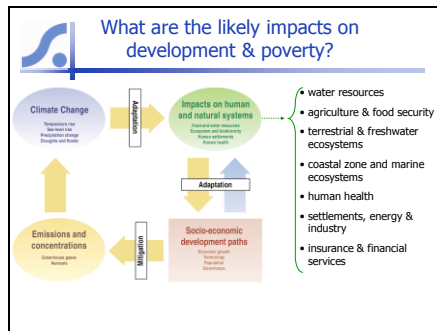 What are the likely impacts on
development & poverty?
Climate Change
Temperature rise
Sea-level rise
Precipitation change
Droughts and floods
Adaptation
Impacts on human
and natural systems
Food and water resources
Ecosystem and biodiversity
Human settlements
Human health
Adaptation
Emissions and
concentrations
Greenhouse gases
Aerosols
Mitigation
Socio-economic
development paths
Economic growth
Technology
Population
Governance
• water resources
• agriculture & food security
• terrestrial & freshwater
ecosystems
• coastal zone and marine
ecosystems
• human health
• settlements, energy &
industry
• insurance & financial
services